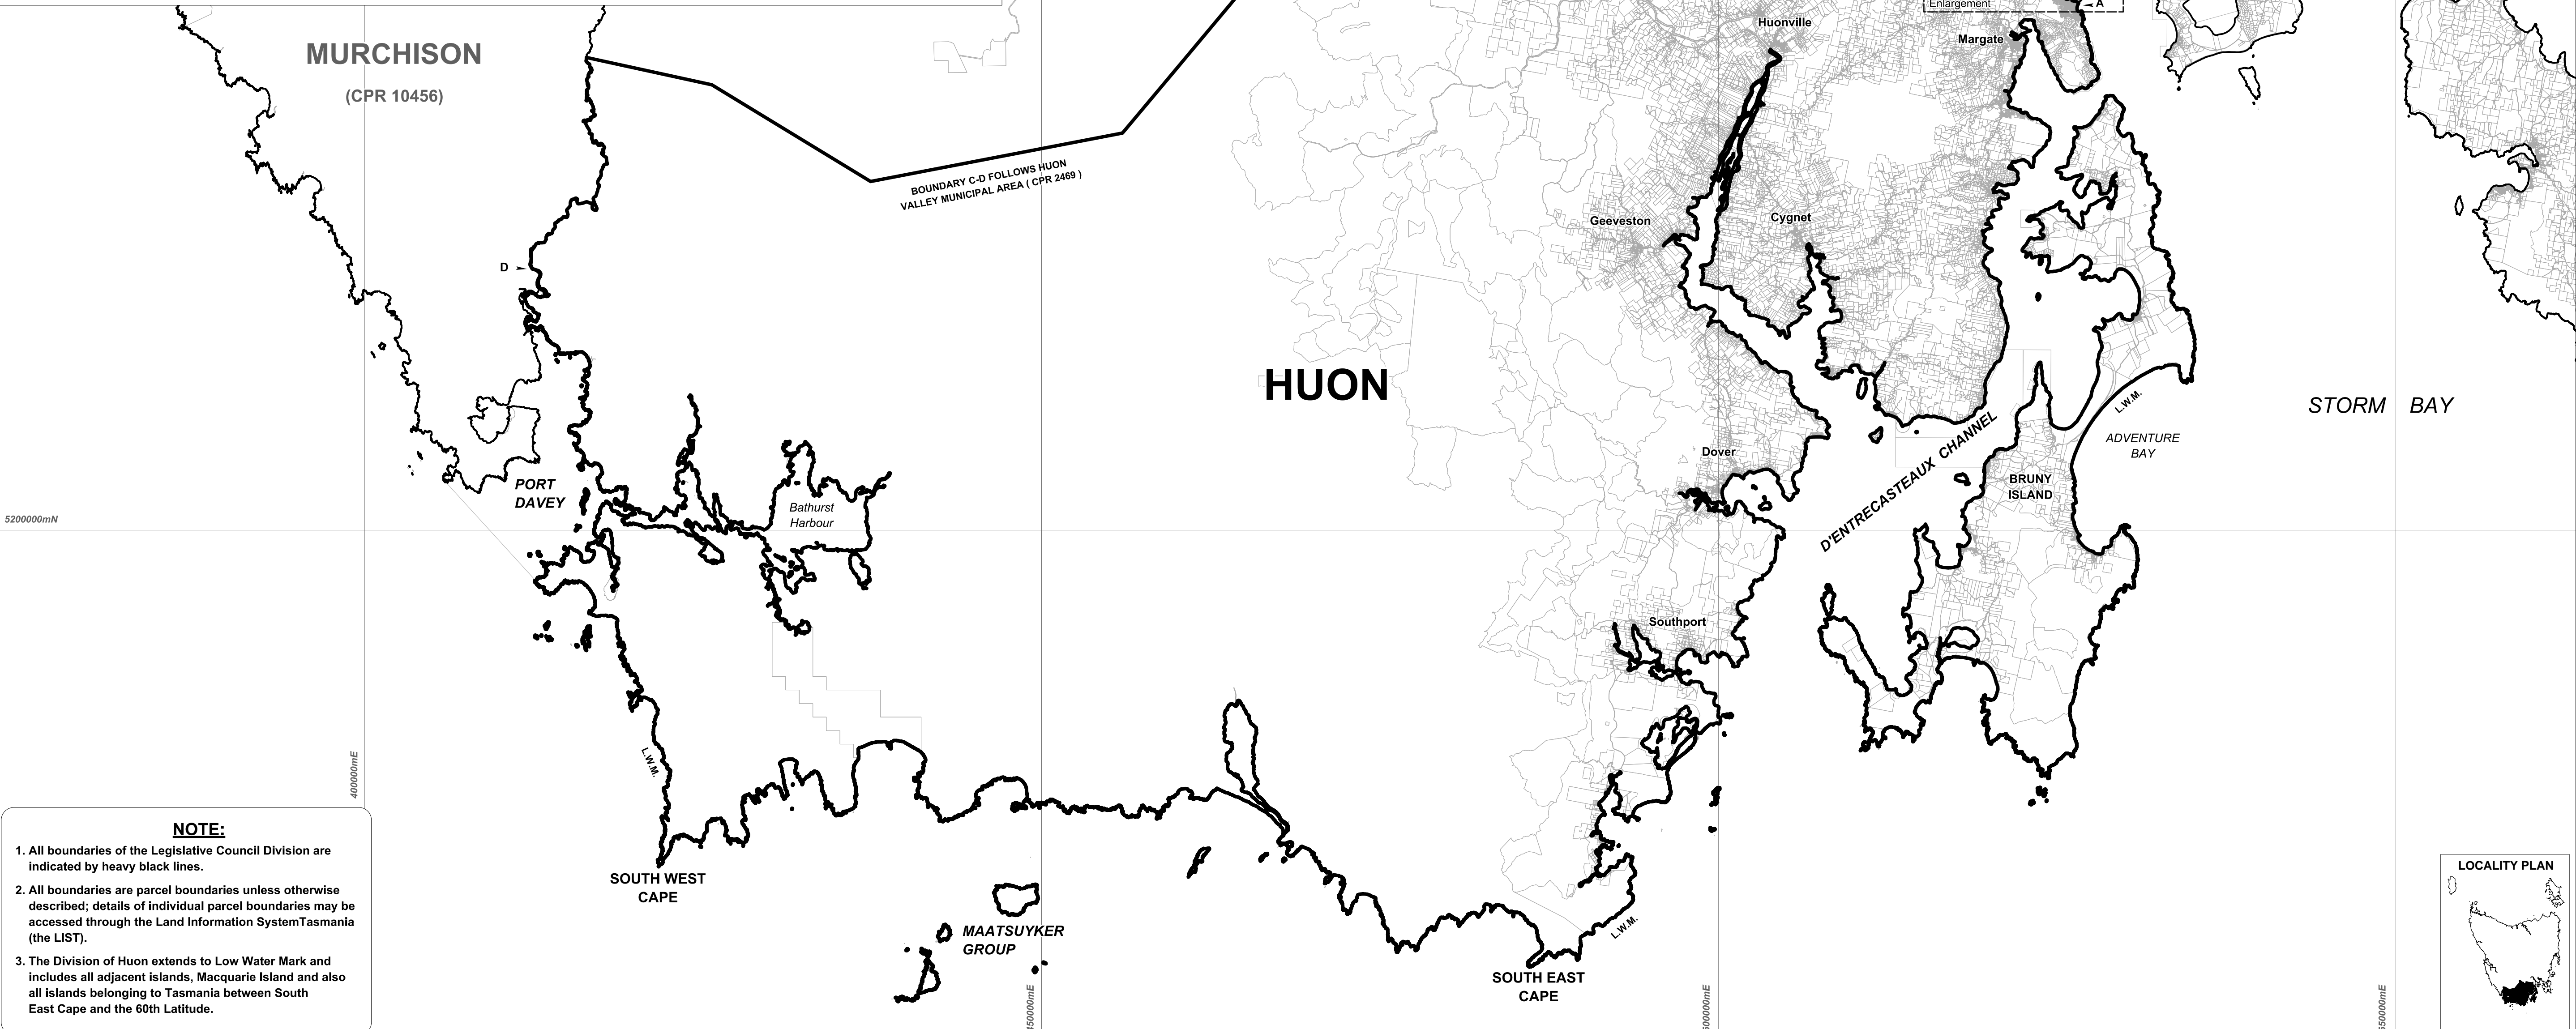 Enlargement
A
Huonville
Margate
MURCHISON
(CPR 10456)
BOUNDARY C-D FOLLOWS HUON
VALLEY MUNICIPAL AREA ( CPR 2469 )
Geeveston
Cygnet
D
HUON
STORM BAY
L.W.M.
ADVENTURE
BAY
D'ENTRECASTEAUX CHANNEL
Dover
BRUNY
ISLAND
PORT
DAVEY
Bathurst
Harbour
5200000mN
Southport
L.W.M.
400000mE
NOTE:
1. All boundaries of the Legislative Council Division are
indicated by heavy black lines.
2. All boundaries are parcel boundaries unless otherwise
described; details of individual parcel boundaries may be
accessed through the Land Information SystemTasmania
(the LIST).
3. The Division of Huon extends to Low Water Mark and
includes all adjacent islands, Macquarie Island and also
all islands belonging to Tasmania between South
East Cape and the 60th Latitude.
SOUTH WEST
CAPE
MAATSUYKER
GROUP
L.W.M.
SOUTH EAST
CAPE
LOCALITY PLAN